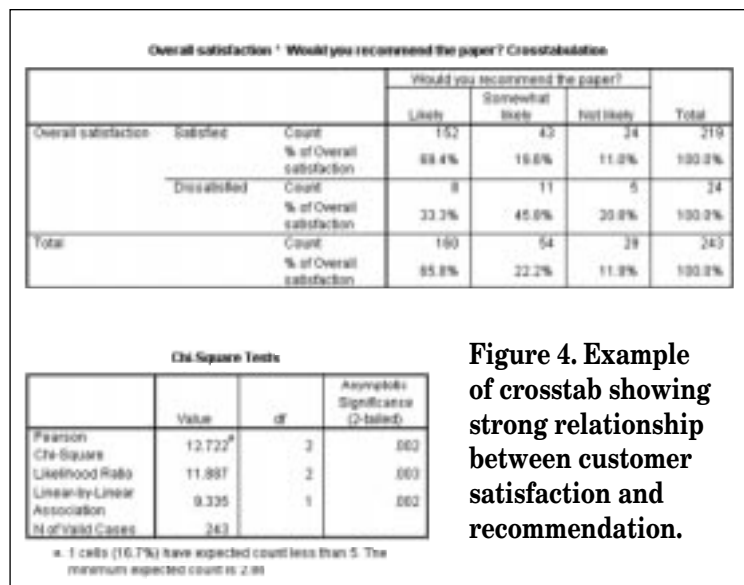 Overall satisfaction * Would you recommend the paper? Crosstabulation
Would you recommend the paper?
Likely Somewhat likely Not likely Total
Overall satisfaction Satisfied Count 152 43 24 219
% of Overall satisfaction 69.4% 19.6% 11.0% 100.0%
Dissatisfied Count 8 11 5 24
% of Overall satisfaction 33.3% 45.8% 20.8% 100.0%
Total Count 160 54 29 243
% of Overall satisfaction 65.8% 22.2% 11.9% 100.0%
Chi-Square Tests
Value df Asymptotic Significance (2-tailed)
Pearson Chi-Square 12.722a 2 .002
Likelihood Ratio 11.887 2 .003
Linear-by-Linear Association 9.335 1 .002
N of Valid Cases 243
a. 1 cells (16.7%) have expected count less than 5. The
minimum expected count is 2.86
Figure 4. Example
of crosstab showing
strong relationship
between customer
satisfaction and
recommendation.